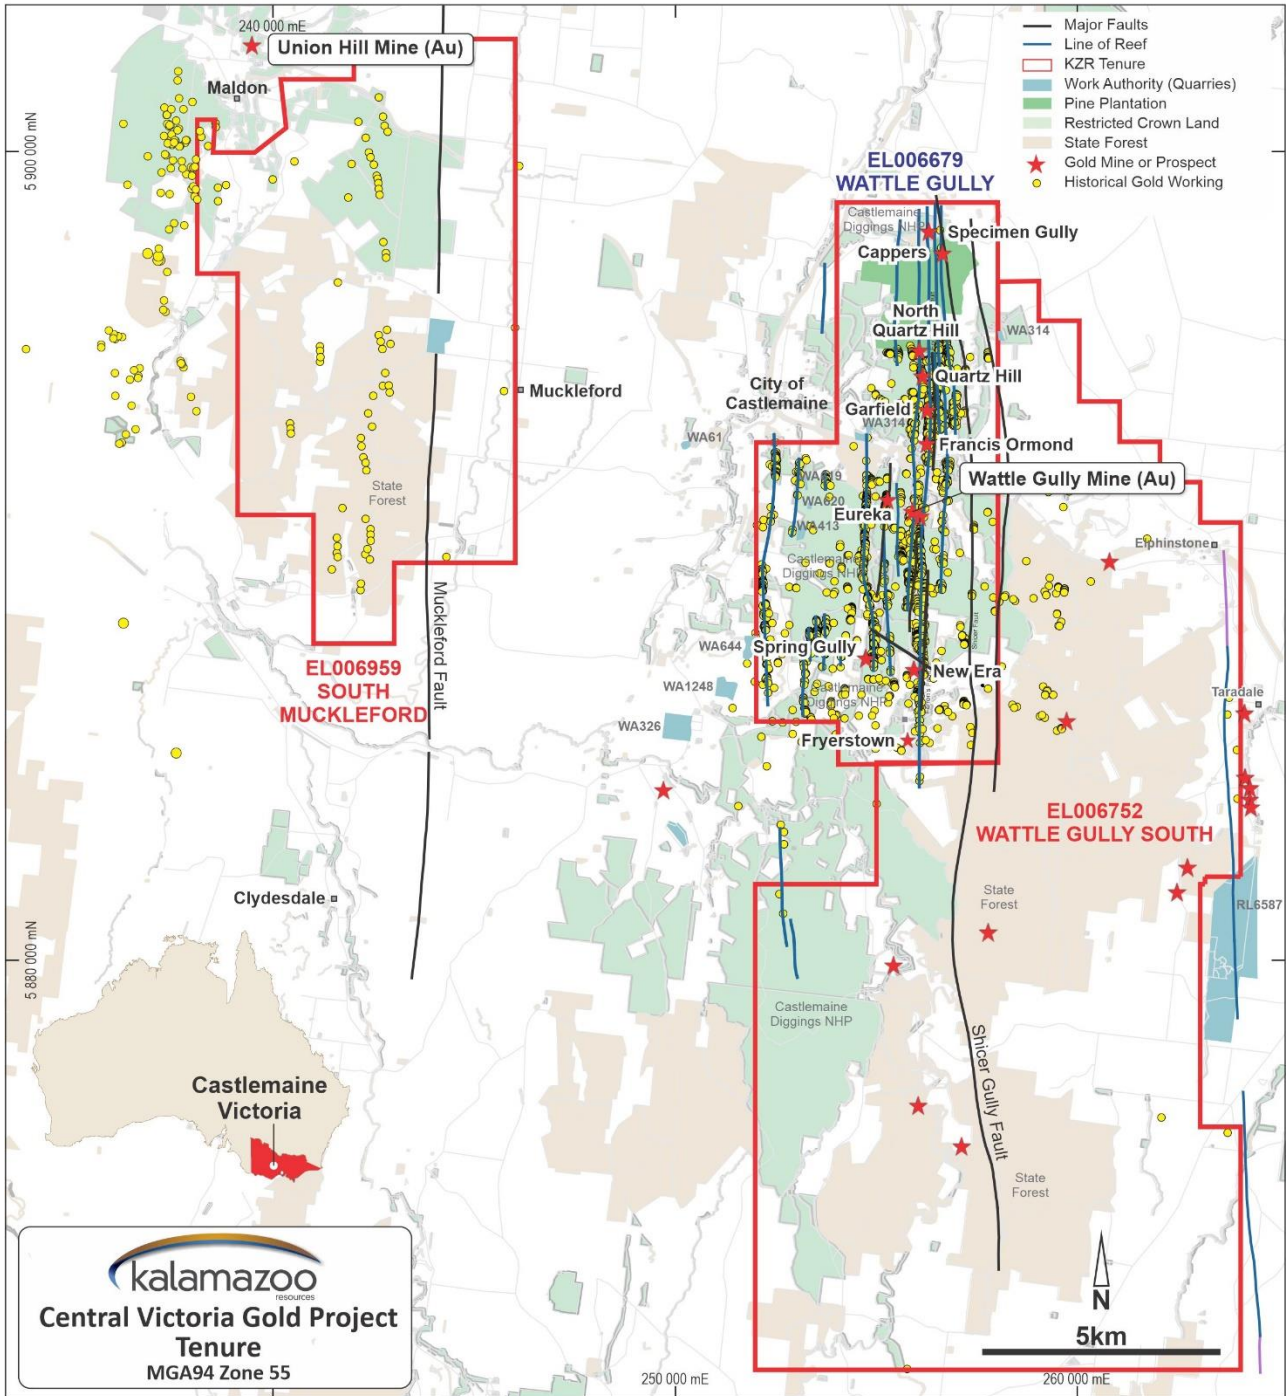 240 000 mE
Union Hill Mine (Au)
Maldon
5 900 000 mN
Major Faults
Line of Reef
KZR Tenure
Work Authority (Quarries)
Pine Plantation
Restricted Crown Land
State Forest
Gold Mine or Prospect
Historical Gold Working
EL006679
WATTLE GULLY
Castlemaine
Diggings NHP
Specimen Gully
Cappers
North
Quartz Hill
WA314
Quartz Hill
Muckleford
City of
Castlemaine
Garfield
WA314
WA61
Francis Ormond
Wattle Gully Mine (Au)
State
Forest
WA620
Eureka
WA413
Elphinstone
Castlemaine
Diggings NHP
Muckleford Fault
Shicer Fault
WA644
Spring Gully
New Era
EL006959
SOUTH
MUCKLEFORD
WA1248
Castlemaine
Diggings NHP
Taradale
WA326
Fryerstown
EL006752
WATTLE GULLY SOUTH
Clydesdale
State
Forest
RL6587
5 880 000 mN
Castlemaine
Diggings NHP
Shicer Gully Fault
Castlemaine
Victoria
State
Forest
kalamazoo
resources
Central Victoria Gold Project
Tenure
MGA94 Zone 55
N
5km
250 000 mE
260 000 mE